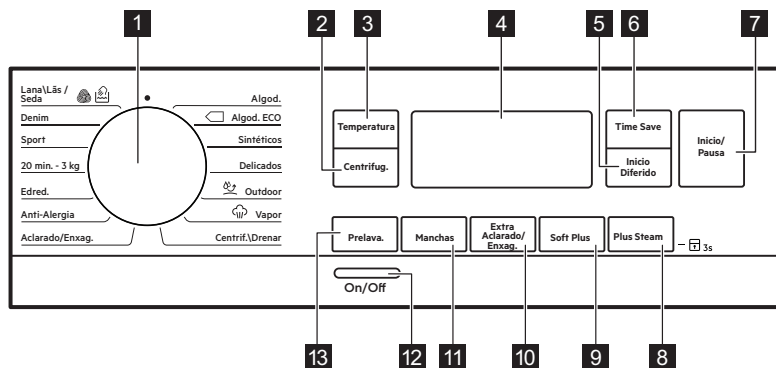 1
2
3
4
5
6
7
Lana\Lãs /
Seda
Denim
Sport
20 min. - 3 kg
Edred.
Anti-Alergia
Aclarado/Enxag.
Algod.
Algod. ECO
Sintéticos
Delicados
Outdoor
Vapor
Centrif.\Drenar
Temperatura
Centrifug.
Time Save
Inicio
Diferido
Inicio/
Pausa
Prelava.
Manchas
Extra
Aclarado/
Enxag.
Soft Plus
Plus Steam
3s
On/Off
13
12
11
10
9
8